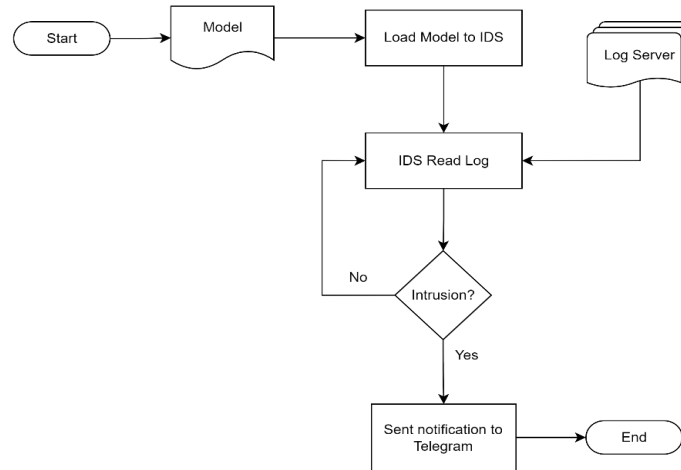 Start
Model
Load Model to IDS
Log Server
IDS Read Log
No
Intrusion?
Yes
Sent notification to
Telegram
End